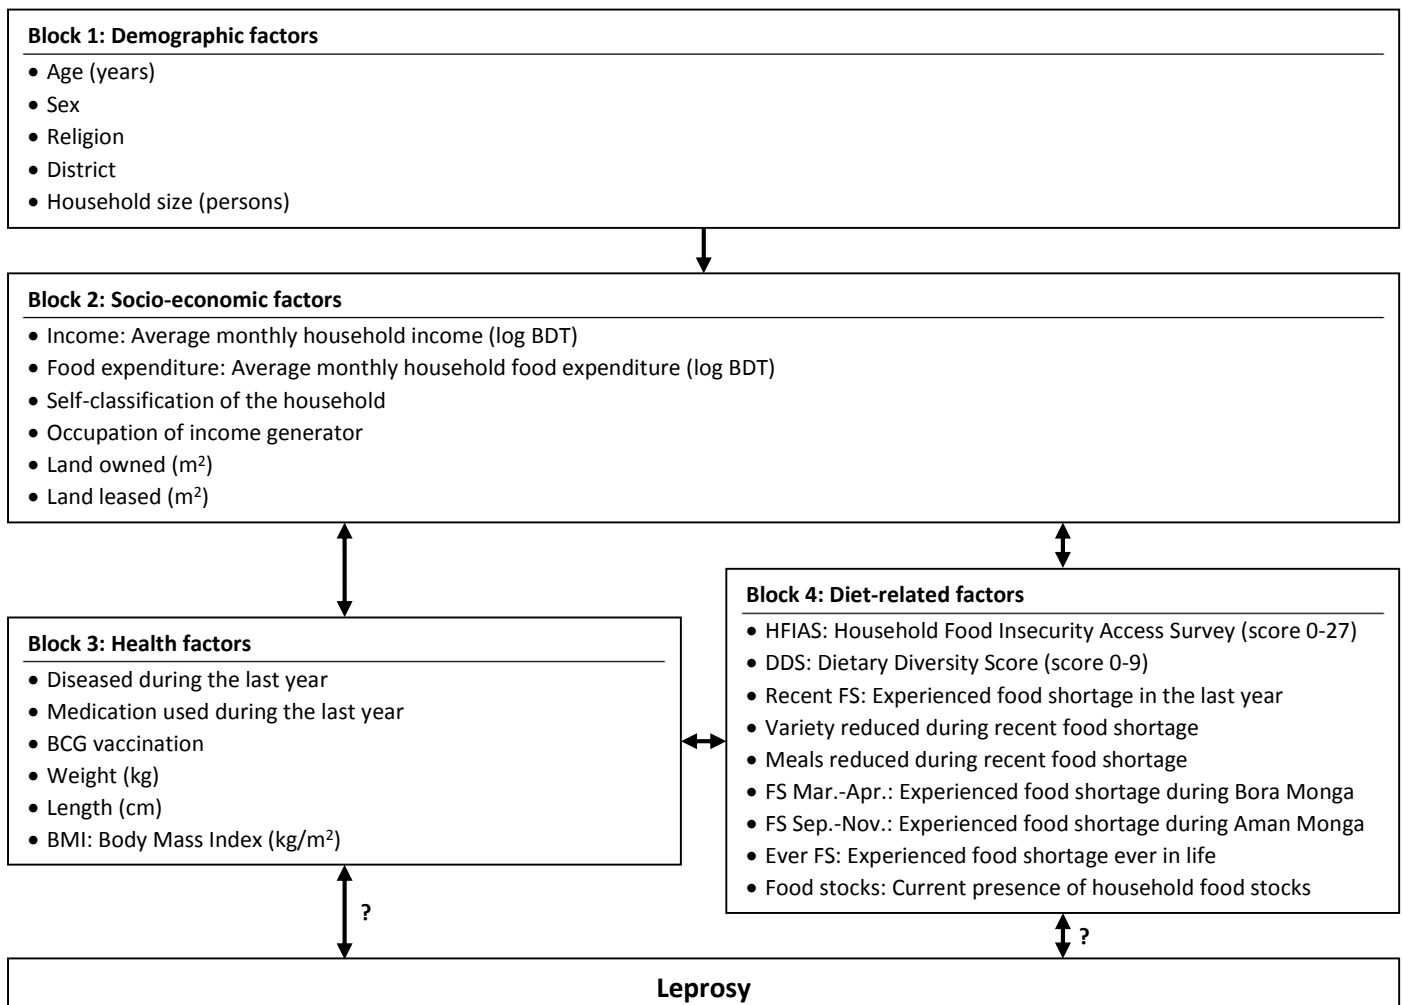 Block 1: Demographic factors
• Age (years)
• Sex
• Religion
• District
• Household size (persons)
Block 2: Socio-economic factors
• Income: Average monthly household income (log BDT)
• Food expenditure: Average monthly household food expenditure (log BDT)
• Self-classification of the household
• Occupation of income generator
• Land owned (m²)
• Land leased (m²)
Block 3: Health factors
• Diseased during the last year
• Medication used during the last year
• BCG vaccination
• Weight (kg)
• Length (cm)
• BMI: Body Mass Index (kg/m²)
Block 4: Diet-related factors
• HFIAS: Household Food Insecurity Access Survey (score 0-27)
• DDS: Dietary Diversity Score (score 0-9)
• Recent FS: Experienced food shortage in the last year
• Variety reduced during recent food shortage
• Meals reduced during recent food shortage
• FS Mar.-Apr.: Experienced food shortage during Bora Monga
• FS Sep.-Nov.: Experienced food shortage during Aman Monga
• Ever FS: Experienced food shortage ever in life
• Food stocks: Current presence of household food stocks
?
?
Leprosy